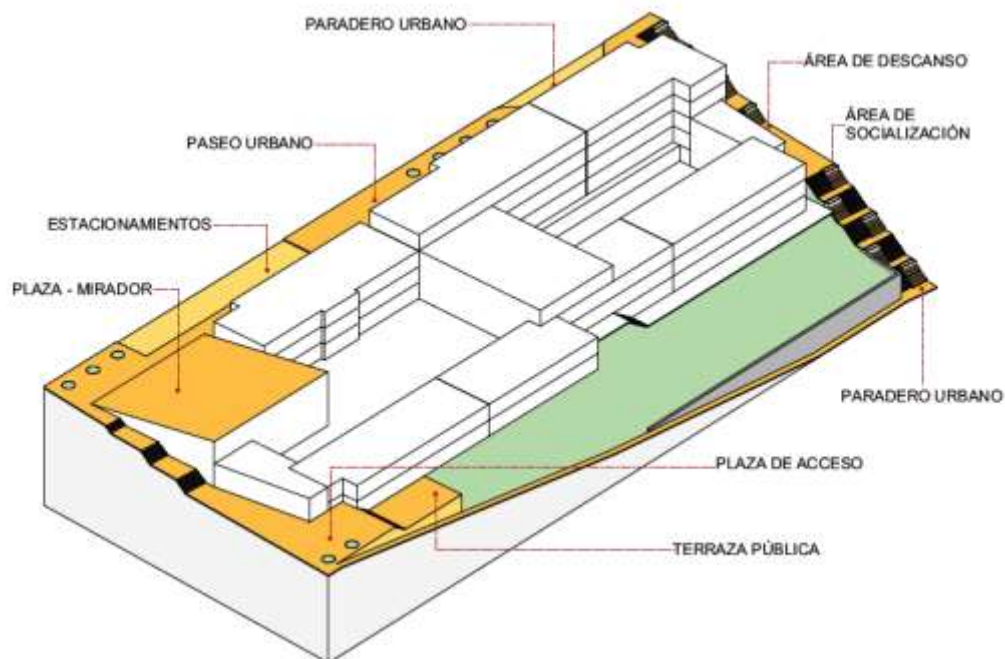 PARADERO URBANO
ÁREA DE DESCANSO
ÁREA DE
SOCIALIZACIÓN
PASEO URBANO
ESTACIONAMIENTOS
PLAZA - MIRADOR
PARADERO URBANO
PLAZA DE ACCESO
TERRAZA PÚBLICA